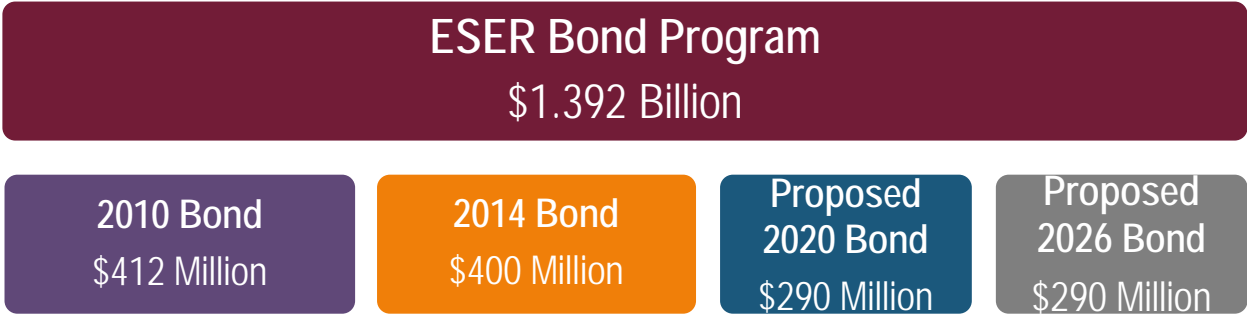 ESER Bond Program
$1.392 Billion
2010 Bond
$412 Million
2014 Bond
$400 Million
Proposed
2020 Bond
$290 Million
Proposed
2026 Bond
$290 Million